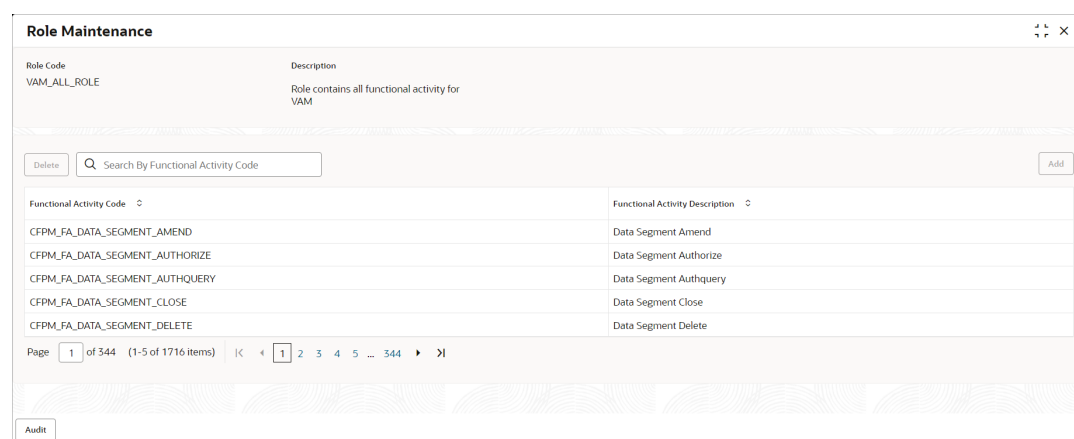 Role Maintenance
Role Code
Description
VAM_ALL_ROLE
Role contains all functional activity for
VAM
Delete
Search By Functional Activity Code
Add
Functional Activity Code
Functional Activity Description
CFPM_FA_DATA_SEGMENT_AMEND
Data Segment Amend
CFPM_FA_DATA_SEGMENT_AUTHORIZE
Data Segment Authorize
CFPM_FA_DATA_SEGMENT_AUTHQUERY
Data Segment Authquery
CFPM_FA_DATA_SEGMENT_CLOSE
Data Segment Close
CFPM_FA_DATA_SEGMENT_DELETE
Data Segment Delete
Page 1 of 344 (1-5 of 1716 items) 1 2 3 4 5 ... 344
Audit